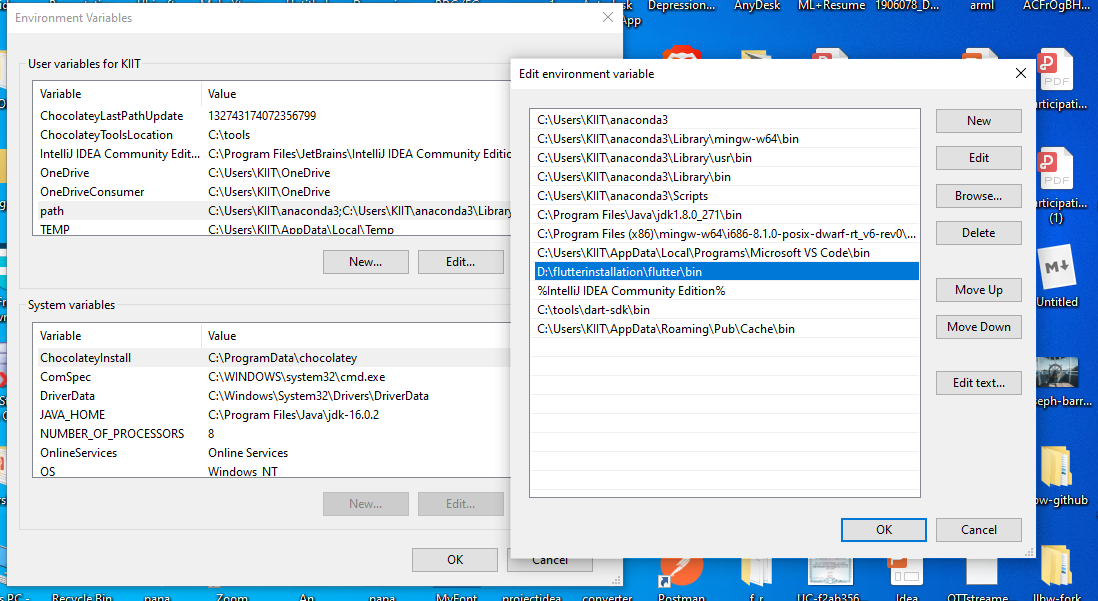 Environment Variables
User variables for KIIT
Variable Value
ChocolateyLastPathUpdate 132743174072356799
ChocolateyToolsLocation C:\tools
IntelliJ IDEA Community Edit... C:\Program Files\JetBrains\IntelliJ IDEA Community Editic
OneDrive C:\Users\KIIT\OneDrive
OneDriveConsumer C:\Users\KIIT\OneDrive
path C:\Users\KIIT\anaconda3;C:\Users\KIIT\anaconda3\Library
TEMP C:\Users\KIIT\AppData\Local\Temp
New... Edit...
System variables
Variable Value
ChocolateyInstall C:\ProgramData\chocolatey
ComSpec C:\WINDOWS\system32\cmd.exe
DriverData C:\Windows\System32\Drivers\DriverData
JAVA_HOME C:\Program Files\Java\jdk-16.0.2
NUMBER_OF_PROCESSORS 8
OnlineServices Online Services
OS Windows_NT
New... Edit...
OK Cancel
Edit environment variable
C:\Users\KIIT\anaconda3
C:\Users\KIIT\anaconda3\Library\mingw-w64\bin
C:\Users\KIIT\anaconda3\Library\usr\bin
C:\Users\KIIT\anaconda3\Library\bin
C:\Users\KIIT\anaconda3\Scripts
C:\Program Files\Java\jdk1.8.0_271\bin
C:\Program Files (x86)\mingw-w64\i686-8.1.0-posix-dwarf-rt_v6-rev0\...
C:\Users\KIIT\AppData\Local\Programs\Microsoft VS Code\bin
D:\flutterinstallation\flutter\bin
%IntelliJ IDEA Community Edition%
C:\tools\dart-sdk\bin
C:\Users\KIIT\AppData\Roaming\Pub\Cache\bin
New
Edit
Browse...
Delete
Move Up
Move Down
Edit text...
OK Cancel
Depression... AnyDesk ML+Resume 1906078_D... arml ACFrOgBH...
App
PDF
rticipati...
PDF
rticipati...
(1)
M
Untitled
eph-barr...
ow-github
Recycle Bin papa Zoom An papa MyFont projectidea converter Postman f_r UC-f2ab356 Idea OTTstreame llbw-fork